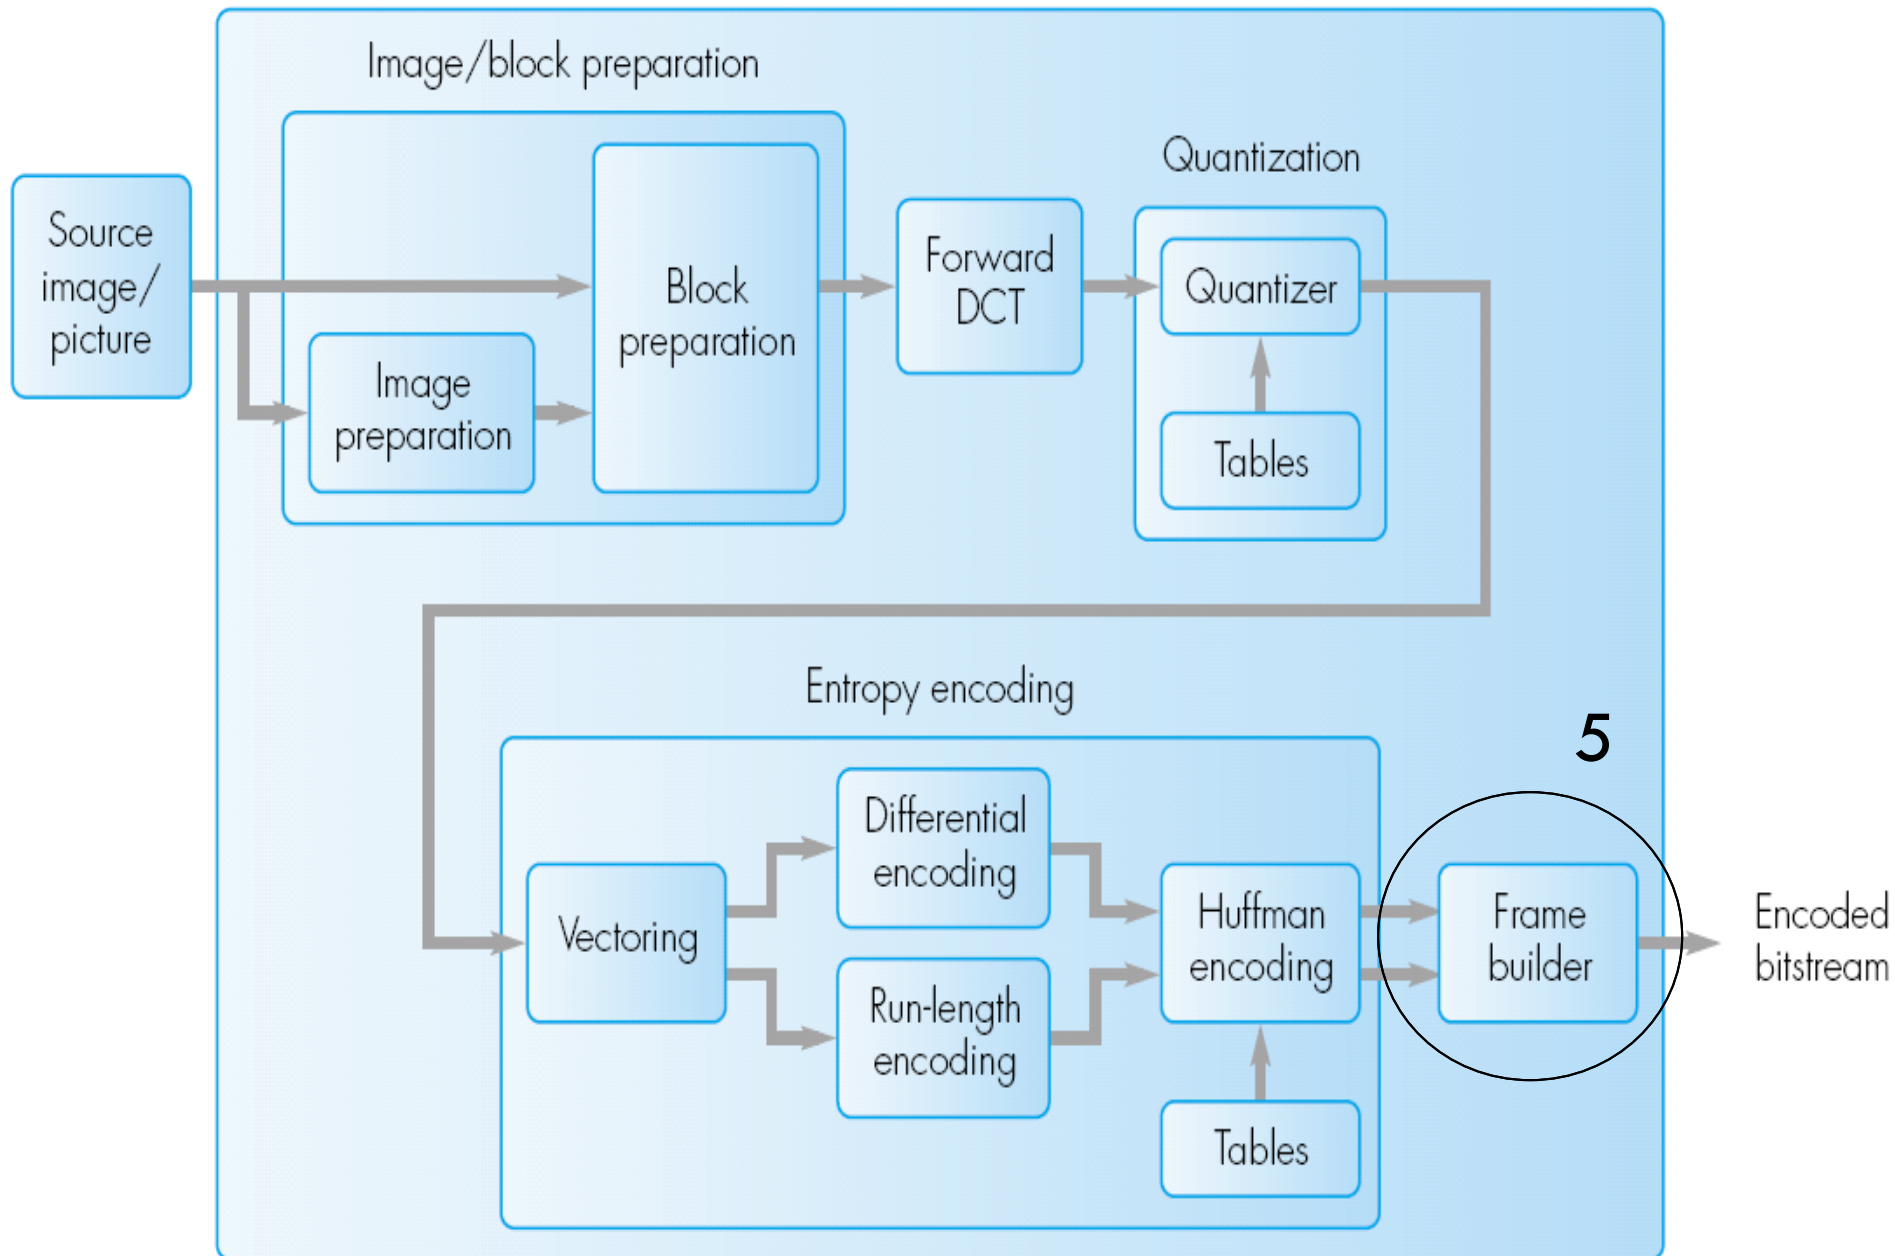 Image/block preparation
Source
image/
picture
Image
preparation
Block
preparation
Forward
DCT
Quantization
Quantizer
Tables
Entropy encoding
Vectoring
Differential
encoding
Run-length
encoding
Huffman
encoding
Tables
5
Frame
builder
Encoded
bitstream